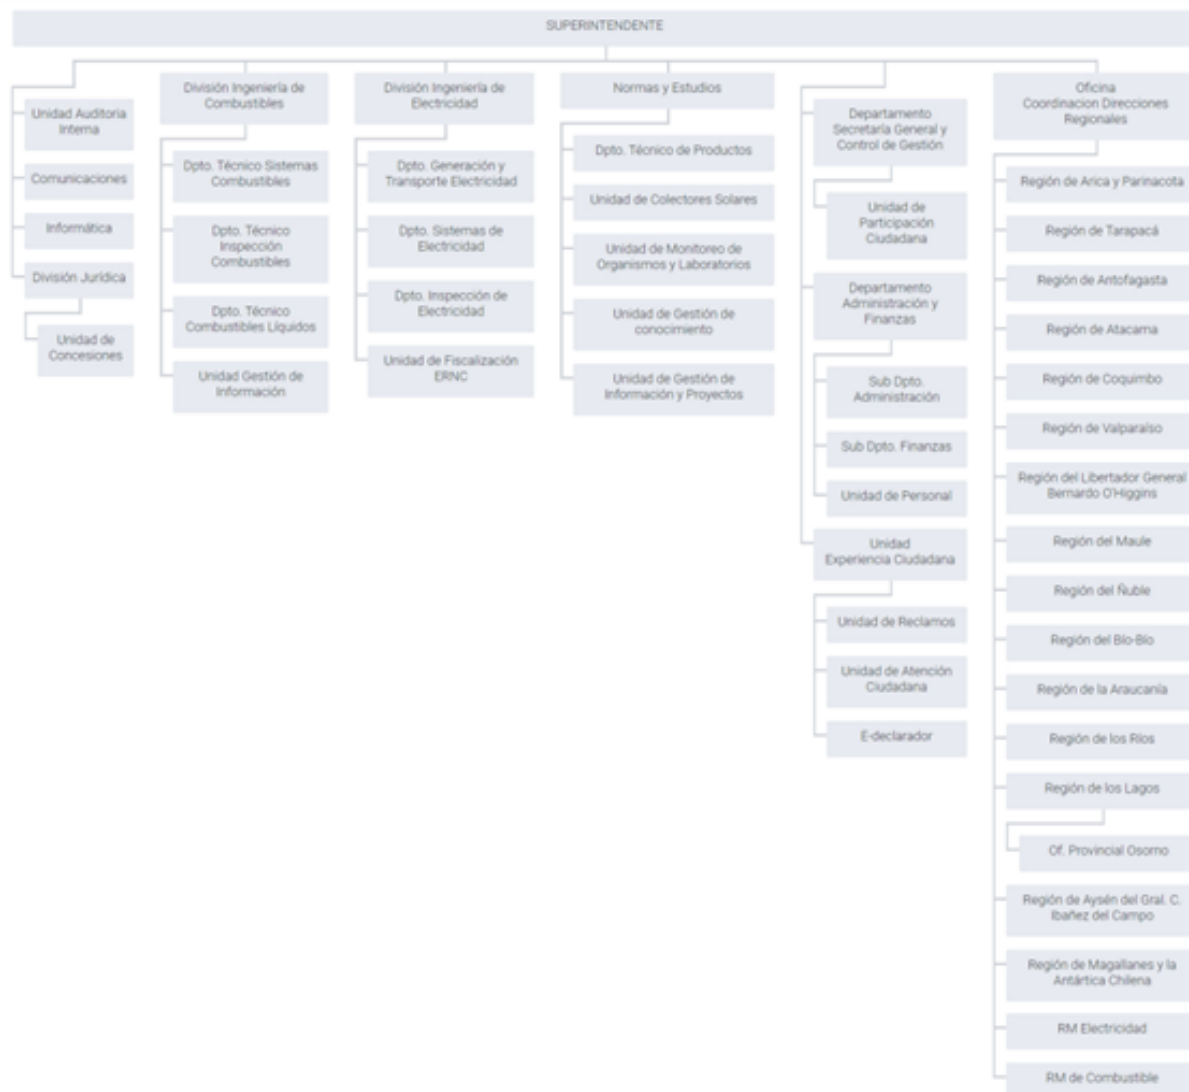 SUPERINTENDENTE
Unidad Auditoria
Interna
Comunicaciones
Informática
División Jurídica
Unidad de
Concesiones
División Ingeniería de
Combustibles
Dpto. Técnico Sistemas
Combustibles
Dpto. Técnico
Inspección
Combustibles
Dpto. Técnico
Combustibles Líquidos
Unidad Gestión de
Información
División Ingeniería de
Electricidad
Dpto. Generación y
Transporte Electricidad
Dpto. Sistemas de
Electricidad
Dpto. Inspección de
Electricidad
Unidad de Fiscalización
ERNC
Normas y Estudios
Dpto. Técnico de Productos
Unidad de Colectores Solares
Unidad de Monitoreo de
Organismos y Laboratorios
Unidad de Gestión de
conocimiento
Unidad de Gestión de
Información y Proyectos
Departamento
Secretaría General y
Control de Gestión
Unidad de
Participación
Ciudadana
Departamento
Administración y
Finanzas
Sub Dpto.
Administración
Sub Dpto. Finanzas
Unidad de Personal
Unidad
Experiencia Ciudadana
Unidad de Reclamos
Unidad de Atención
Ciudadana
E-declarador
Oficina
Coordinacion Direcciones
Regionales
Región de Arica y Parinacota
Región de Tarapacá
Región de Antofagasta
Región de Atacama
Región de Coquimbo
Región de Valparaíso
Región del Libertador General
Bernardo O'Higgins
Región del Maule
Región del Ñuble
Región del Bío-Bío
Región de la Araucanía
Región de los Ríos
Región de los Lagos
Of. Provincial Osorno
Región de Aysén del Gral. C.
Ibañez del Campo
Región de Magallanes y la
Antártica Chilena
RM Electricidad
RM de Combustible